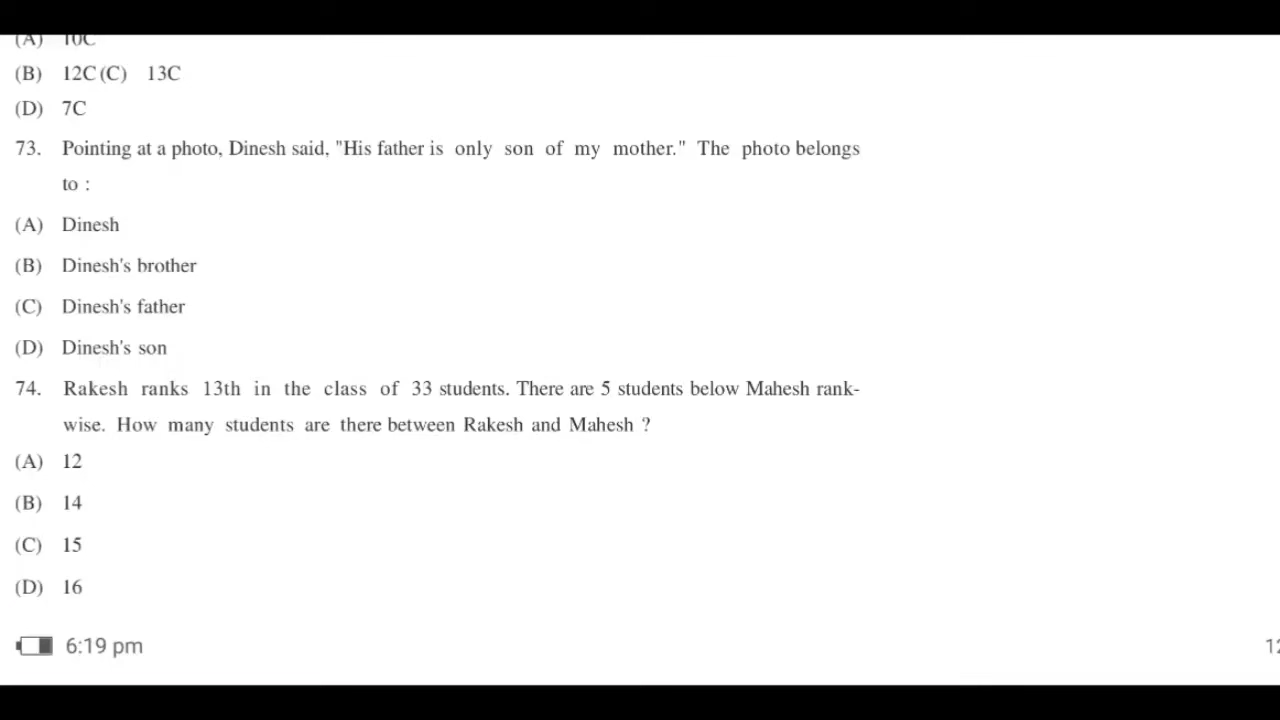 (A) 10C
(B) 12C (C) 13C
(D) 7C
73. Pointing at a photo, Dinesh said, "His father is only son of my mother." The photo belongs
to :
(A) Dinesh
(B) Dinesh's brother
(C) Dinesh's father
(D) Dinesh's son
74. Rakesh ranks 13th in the class of 33 students. There are 5 students below Mahesh rank-
wise. How many students are there between Rakesh and Mahesh ?
(A) 12
(B) 14
(C) 15
(D) 16
6:19 pm